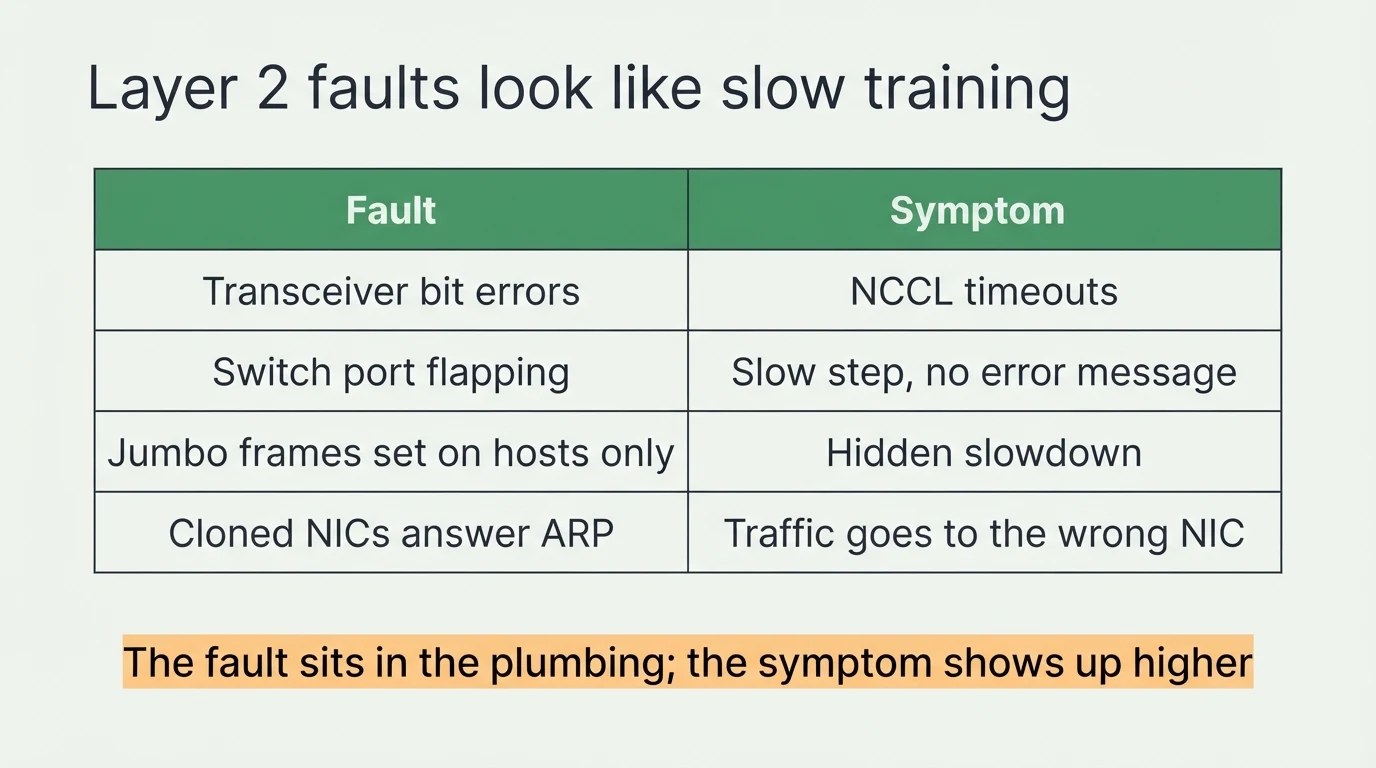 Layer 2 faults look like slow training
Fault Symptom
Transceiver bit errors NCCL timeouts
Switch port flapping Slow step, no error message
Jumbo frames set on hosts only Hidden slowdown
Cloned NICs answer ARP Traffic goes to the wrong NIC
The fault sits in the plumbing; the symptom shows up higher